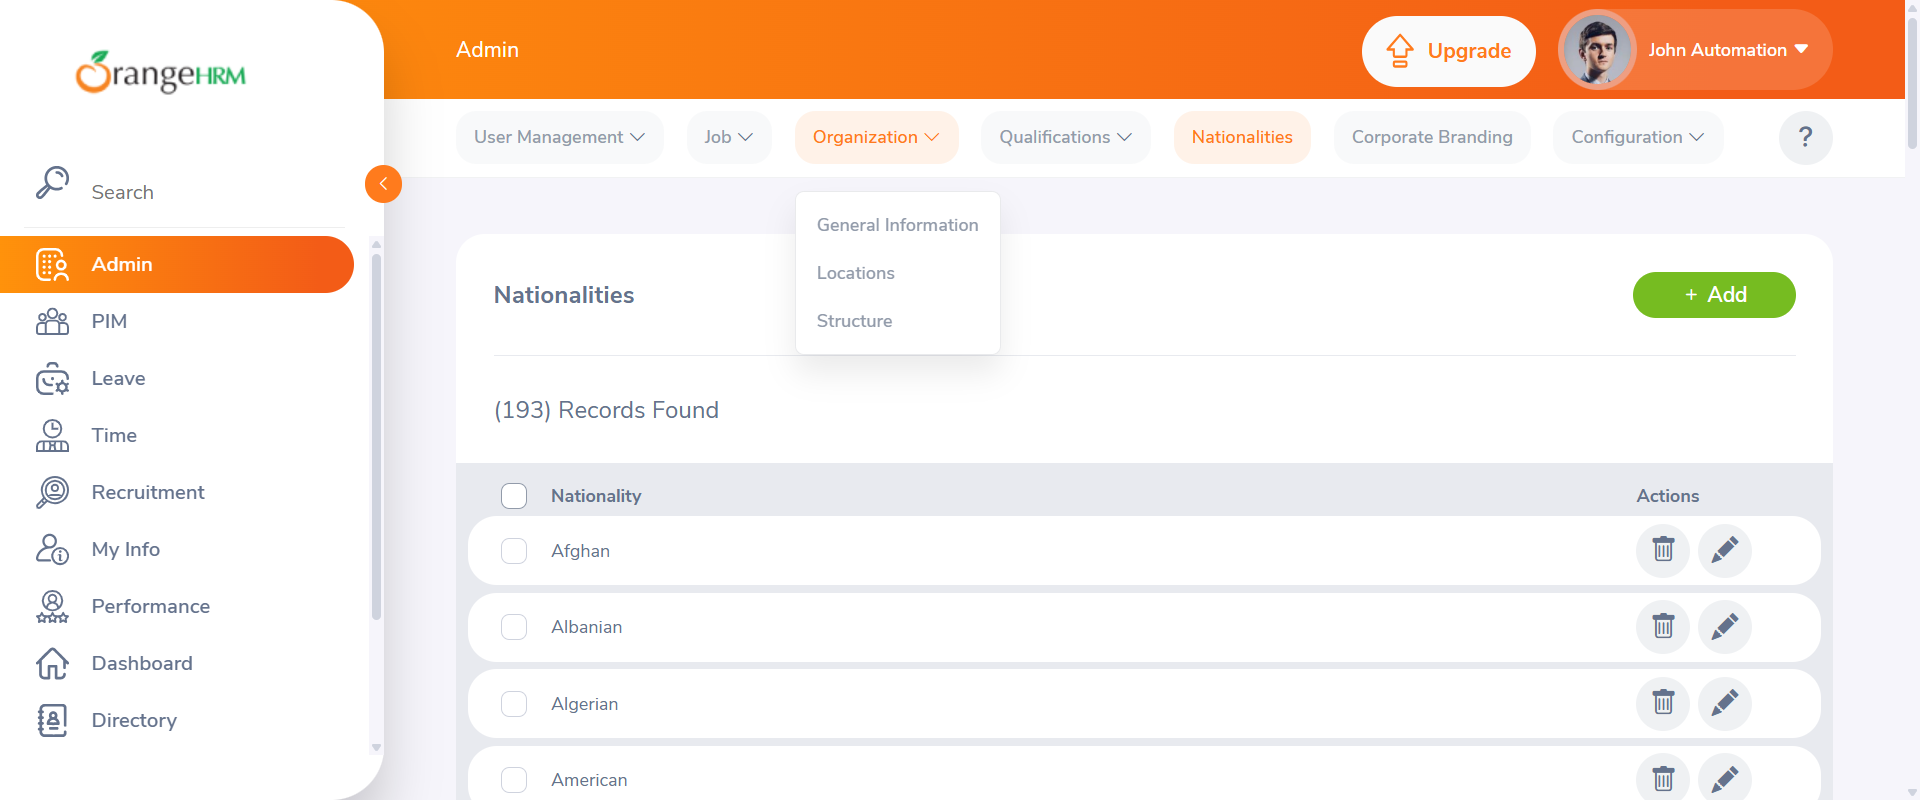 OrangeHRM
Search
Admin
PIM
Leave
Time
Recruitment
My Info
Performance
Dashboard
Directory
Admin
Upgrade
John Automation
User Management
Job
Organization
Qualifications
Nationalities
Corporate Branding
Configuration
?
General Information
Locations
Structure
Nationalities
+ Add
(193) Records Found
Nationality Actions
Afghan
Albanian
Algerian
American